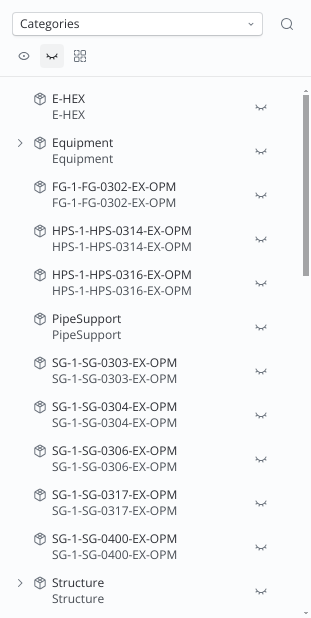 Categories
E-HEX
E-HEX
Equipment
Equipment
FG-1-FG-0302-EX-OPM
FG-1-FG-0302-EX-OPM
HPS-1-HPS-0314-EX-OPM
HPS-1-HPS-0314-EX-OPM
HPS-1-HPS-0316-EX-OPM
HPS-1-HPS-0316-EX-OPM
PipeSupport
PipeSupport
SG-1-SG-0303-EX-OPM
SG-1-SG-0303-EX-OPM
SG-1-SG-0304-EX-OPM
SG-1-SG-0304-EX-OPM
SG-1-SG-0306-EX-OPM
SG-1-SG-0306-EX-OPM
SG-1-SG-0317-EX-OPM
SG-1-SG-0317-EX-OPM
SG-1-SG-0400-EX-OPM
SG-1-SG-0400-EX-OPM
Structure
Structure